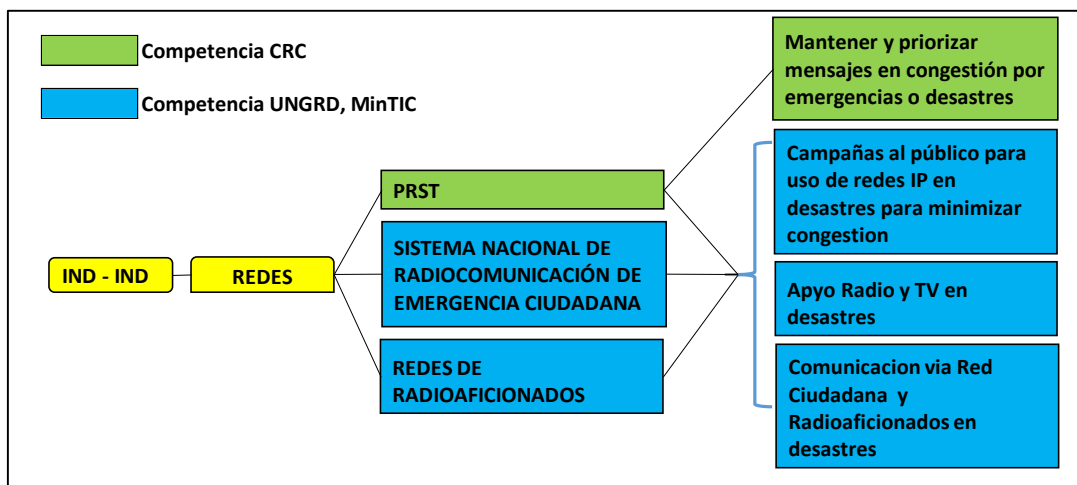 Competencia CRC
Competencia UNGRD, MinTIC
IND - IND
REDES
PRST
SISTEMA NACIONAL DE
RADIOCOMUNICACIÓN DE
EMERGENCIA CIUDADANA
REDES DE
RADIOAFICIONADOS
Mantener y priorizar
mensajes en congestión por
emergencias o desastres
Campañas al público para
uso de redes IP en
desastres para minimizar
congestion
Apyo Radio y TV en
desastres
Comunicacion via Red
Ciudadana y
Radioaficionados en
desastres